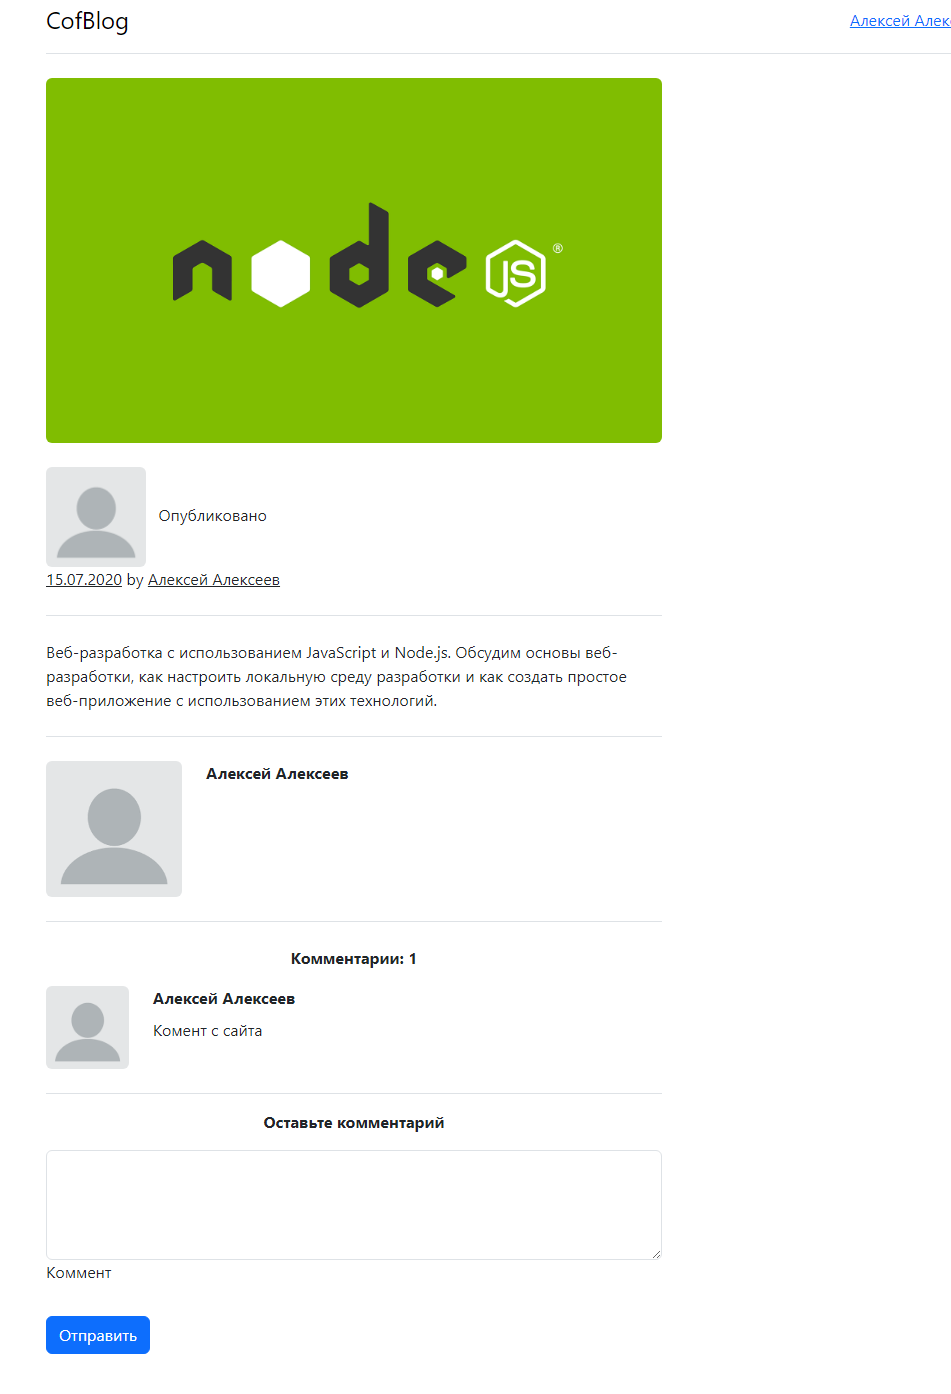 CofBlog
Алексей Алек
node JS ®
Опубликовано
15.07.2020 by Алексей Алексеев
Веб-разработка с использованием JavaScript и Node.js. Обсудим основы веб-
разработки, как настроить локальную среду разработки и как создать простое
веб-приложение с использованием этих технологий.
Алексей Алексеев
Комментарии: 1
Алексей Алексеев
Комент с сайта
Оставьте комментарий
Коммент
Отправить